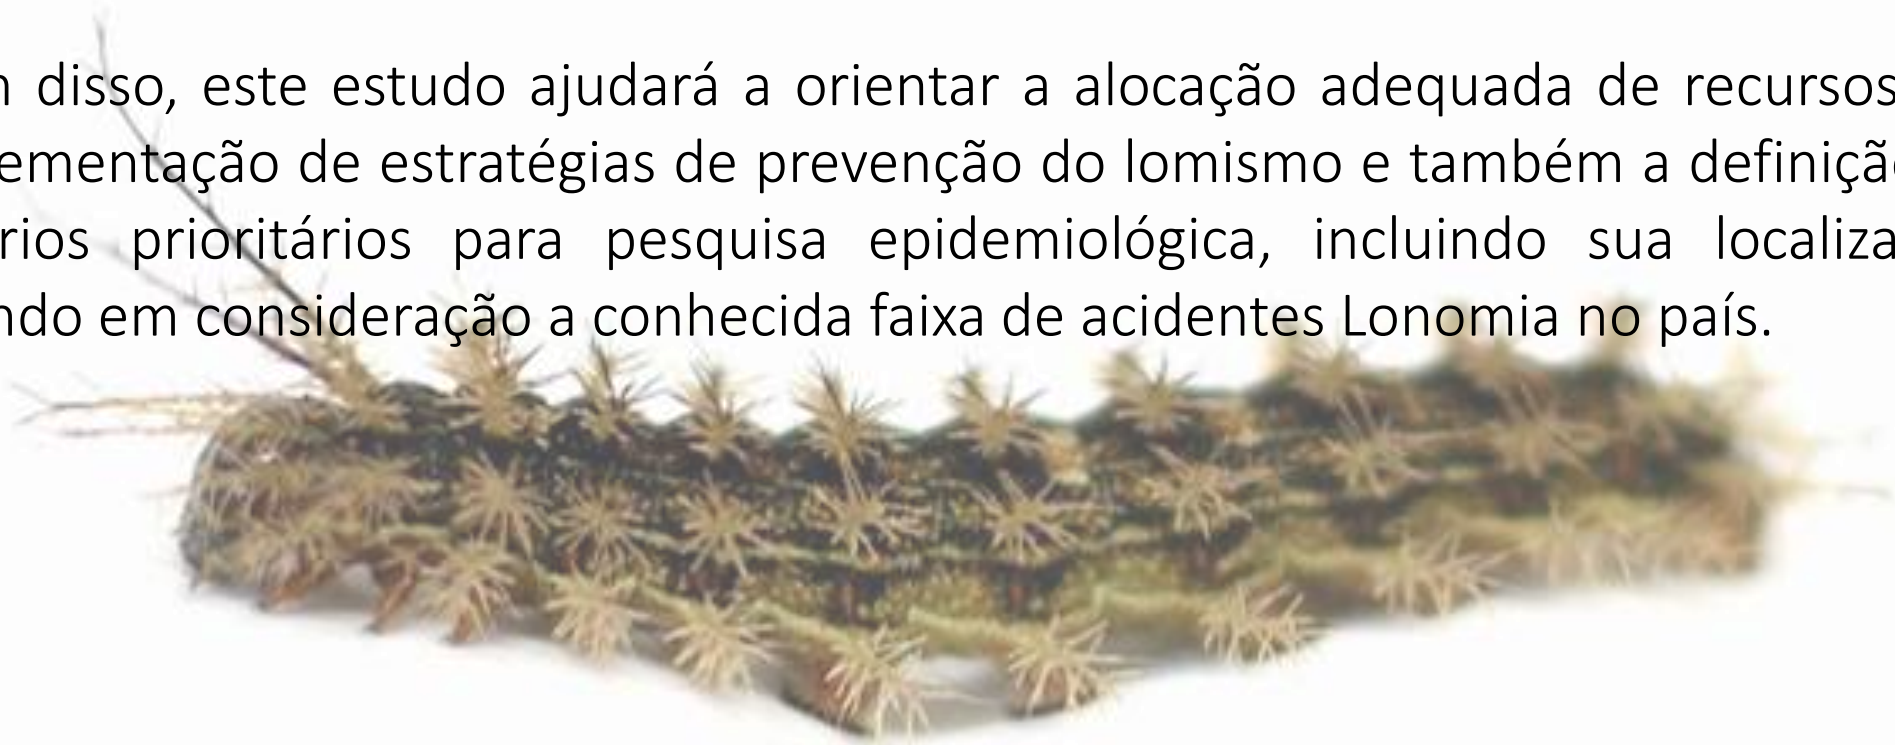 disso, este estudo ajudará a orientar a alocação adequada de recursos
ementação de estratégias de prevenção do lomismo e também a definiçã
rios prioritários para pesquisa epidemiológica, incluindo sua localiza
ndo em consideração a conhecida faixa de acidentes Lonomia no país.